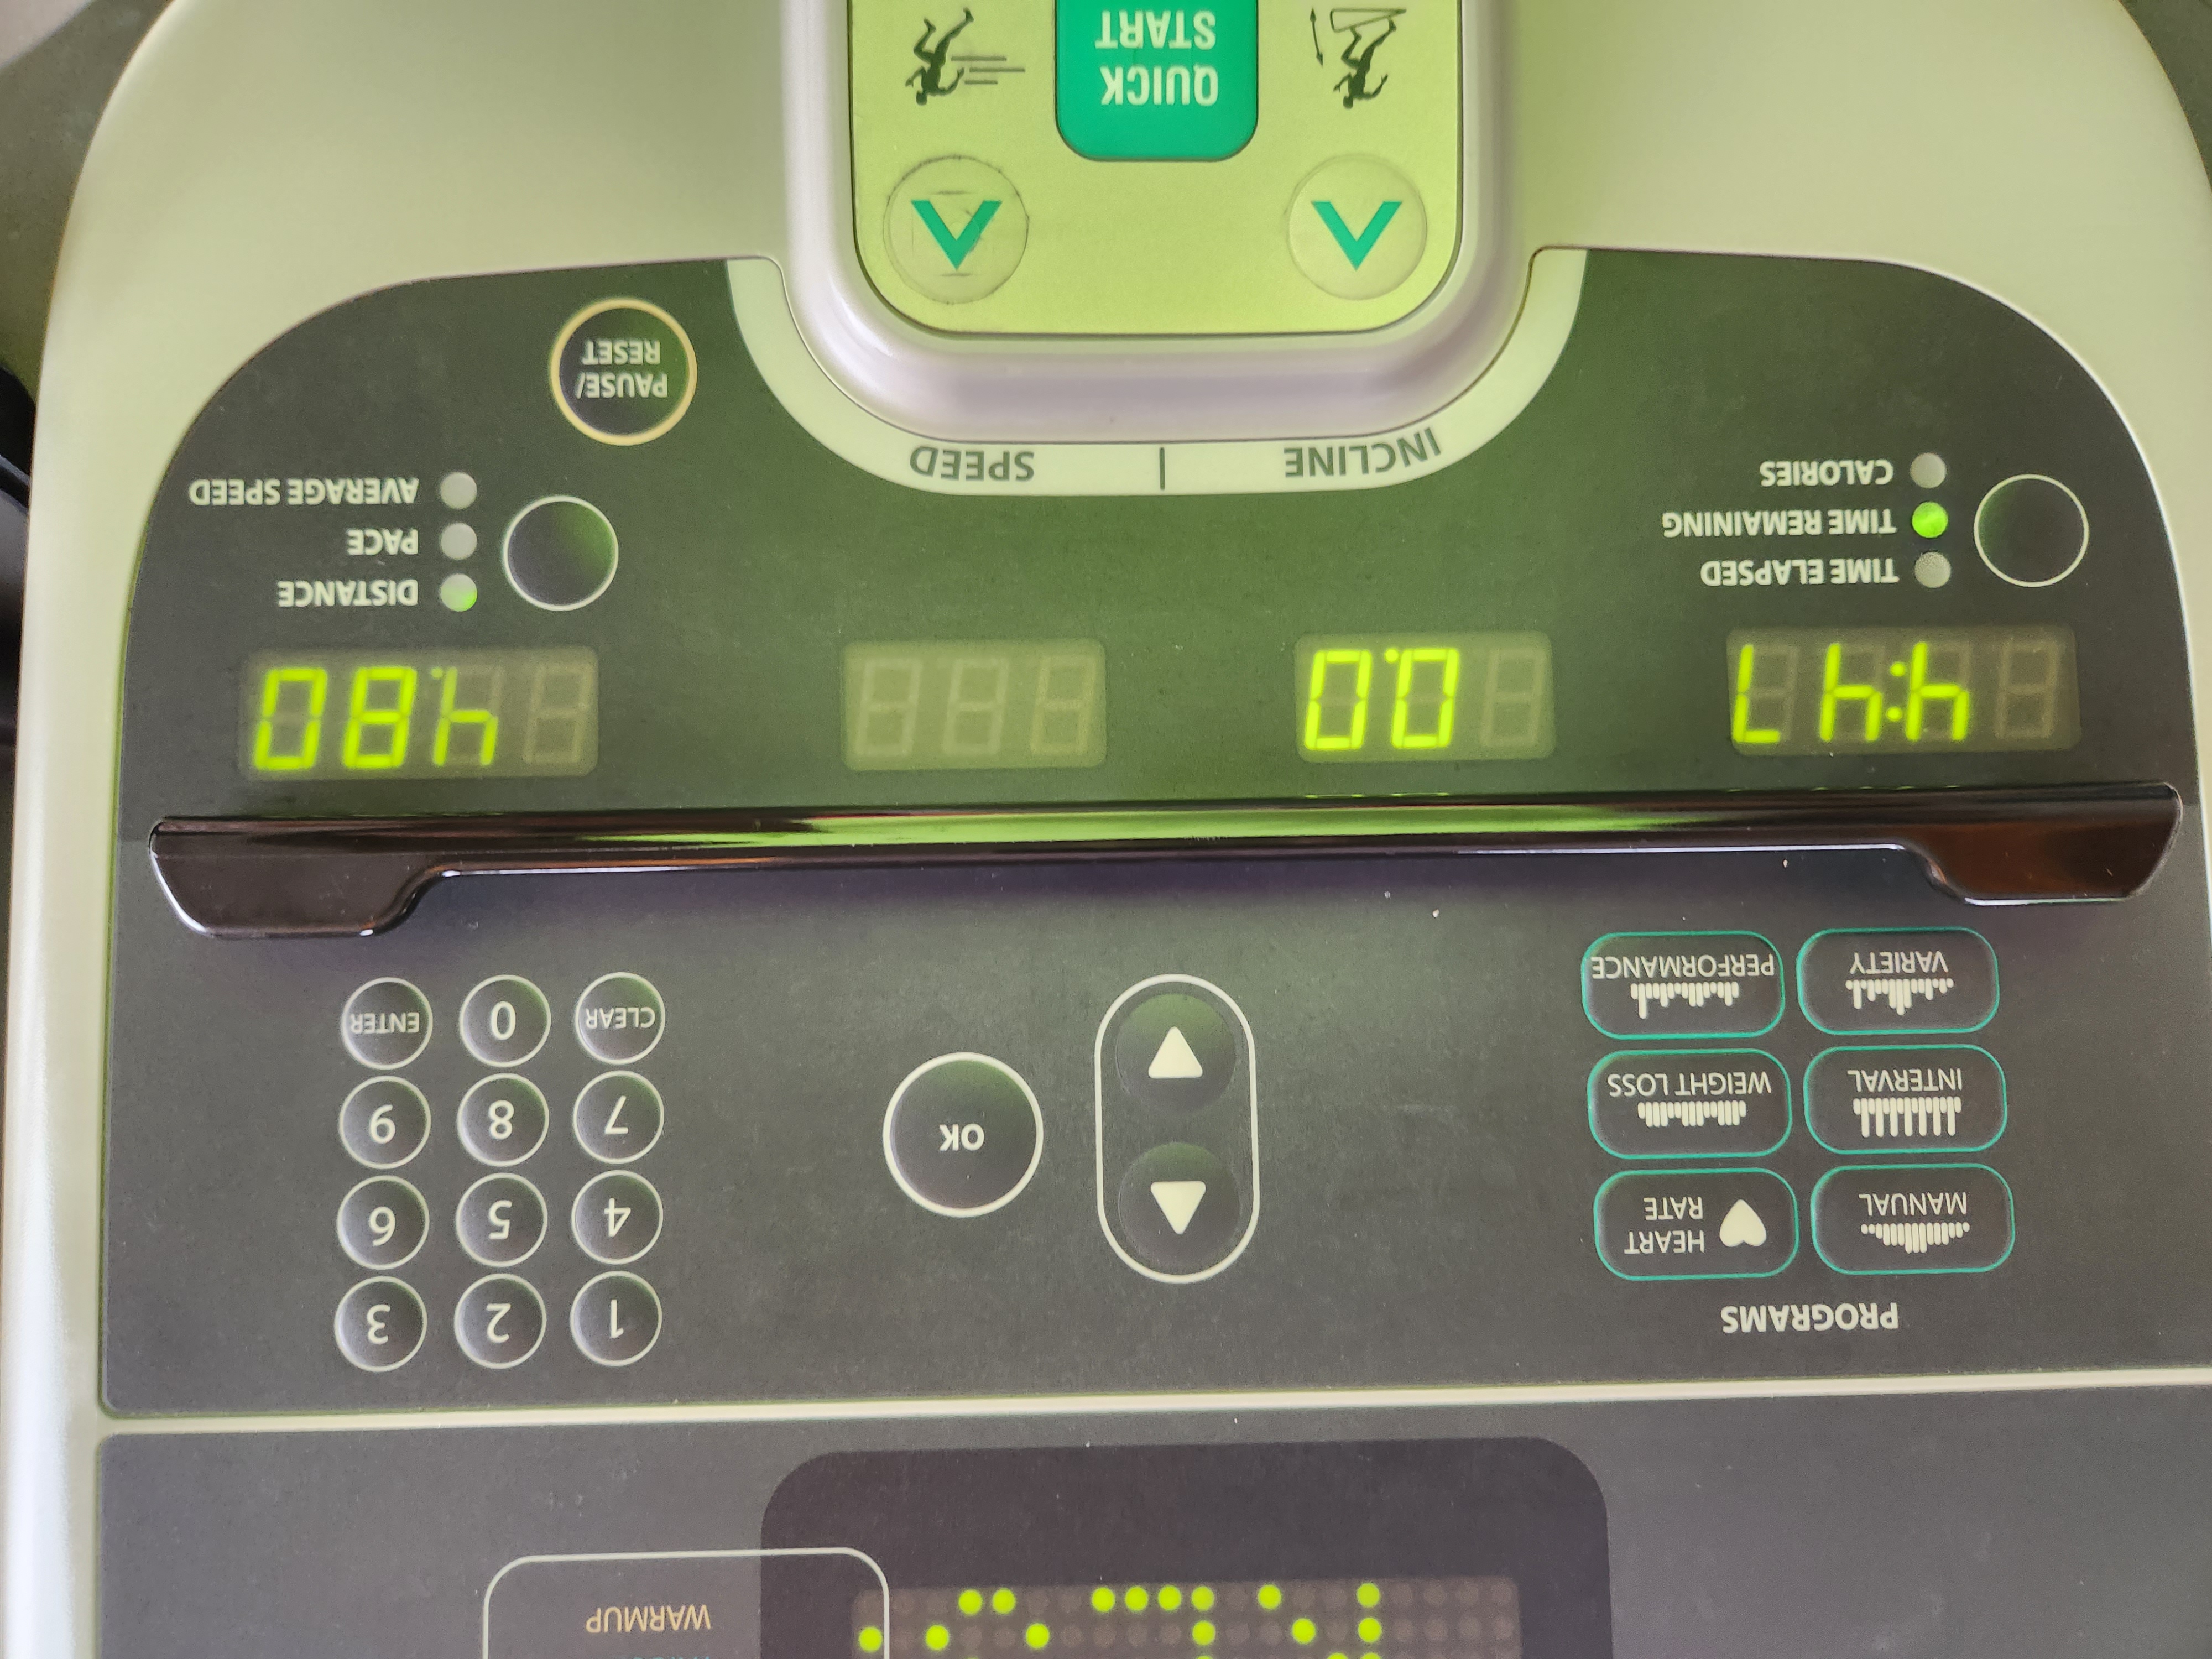 WARMUP
PROGRAMS
MANUAL
HEART
RATE
INTERVAL
WEIGHT LOSS
VARIETY
PERFORMANCE
OK
1 2 3
4 5 6
7 8 9
CLEAR 0 ENTER
4:47
0.0
4.80
TIME ELAPSED
TIME REMAINING
CALORIES
DISTANCE
PACE
AVERAGE SPEED
INCLINE | SPEED
PAUSE/
RESET
QUICK
START